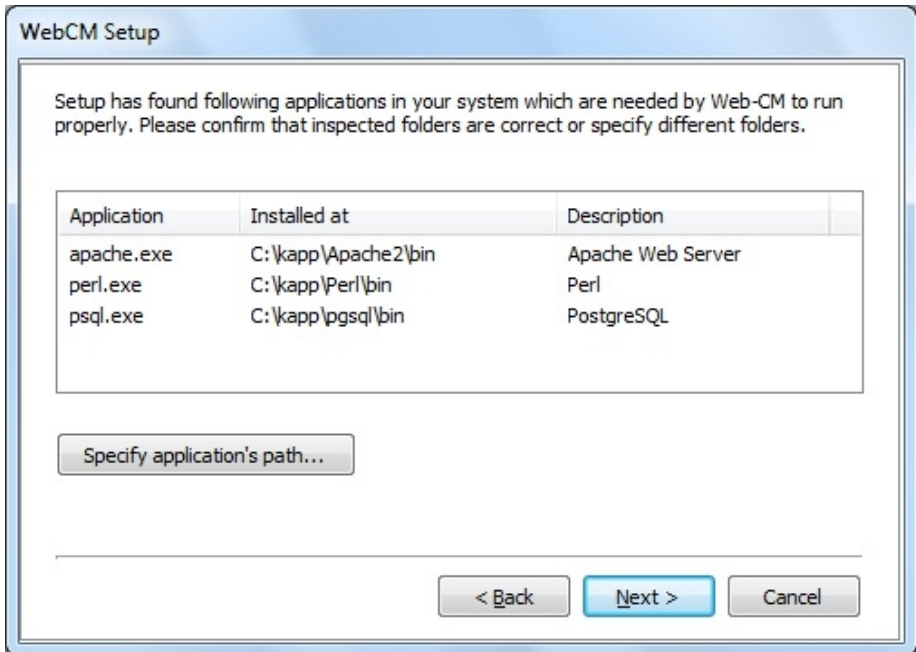 WebCM Setup
Setup has found following applications in your system which are needed by Web-CM to run
properly. Please confirm that inspected folders are correct or specify different folders.
Application Installed at Description
apache.exe C:\kapp\Apache2\bin Apache Web Server
perl.exe C:\kapp\Perl\bin Perl
psql.exe C:\kapp\pgsql\bin PostgreSQL
Specify application's path...
< Back Next > Cancel